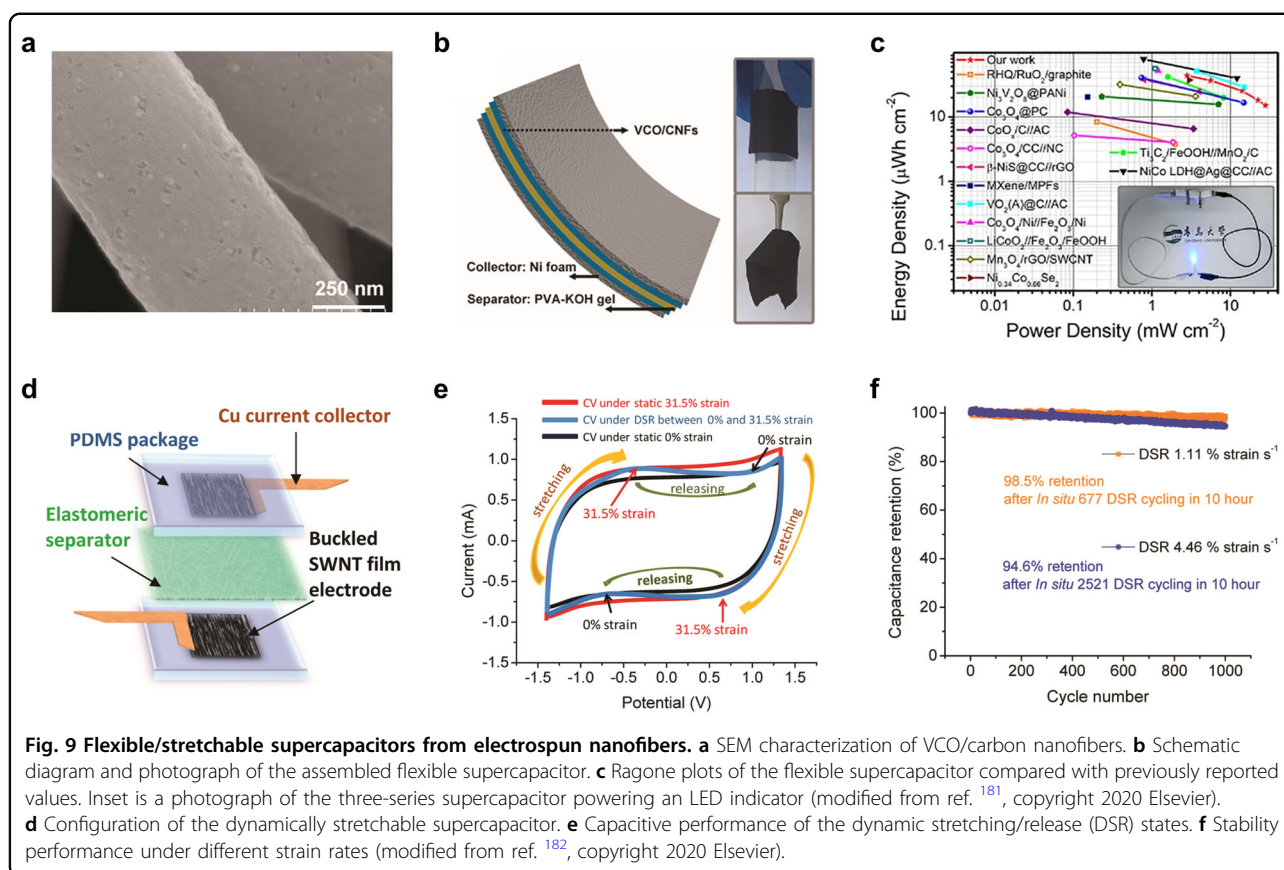 a
250 nm
b
VCO/CNFs
Collector: Ni foam
Separator: PVA-KOH gel
c
Energy Density (µWh cm⁻²)
10
1
0.1
Our work
RHQ/RuO₂/graphite
Ni₃V₂O₈@PANi
Co₃O₄@PC
CoOₓ/C//AC
Co₃O₄/CC//NC
β-NiS@CC//rGO
MXene/MPFs
VO₂(A)@C//AC
Co₃O₄/Ni//Fe₂O₃/Ni
LiCoO₂//Fe₂O₃/FeOOH
Mn₃O₄/rGO/SWCNT
Ni₀.₃₄Co₀.₆₆Se₂
Ti₃C₂/FeOOH//MnO₂/C
NiCo LDH@Ag@CC//AC
0.01 0.1 1 10
Power Density (mW cm⁻²)
d
Cu current collector
PDMS package
Elastomeric
separator
Buckled
SWNT film
electrode
e
CV under static 31.5% strain
CV under DSR between 0% and 31.5% strain
CV under static 0% strain
0% strain
stretching
releasing
31.5% strain
stretching
releasing
0% strain
31.5% strain
Current (mA)
1.5
1.0
0.5
0.0
-0.5
-1.0
-1.5
-1.5 -1.0 -0.5 0.0 0.5 1.0 1.5
Potential (V)
f
Capacitance retention (%)
100
80
60
40
20
0
DSR 1.11 % strain s⁻¹
98.5% retention
after In situ 677 DSR cycling in 10 hour
DSR 4.46 % strain s⁻¹
94.6% retention
after In situ 2521 DSR cycling in 10 hour
0 200 400 600 800 1000
Cycle number
Fig. 9 Flexible/stretchable supercapacitors from electrospun nanofibers. a SEM characterization of VCO/carbon nanofibers. b Schematic
diagram and photograph of the assembled flexible supercapacitor. c Ragone plots of the flexible supercapacitor compared with previously reported
values. Inset is a photograph of the three-series supercapacitor powering an LED indicator (modified from ref. 181, copyright 2020 Elsevier).
d Configuration of the dynamically stretchable supercapacitor. e Capacitive performance of the dynamic stretching/release (DSR) states. f Stability
performance under different strain rates (modified from ref. 182, copyright 2020 Elsevier).